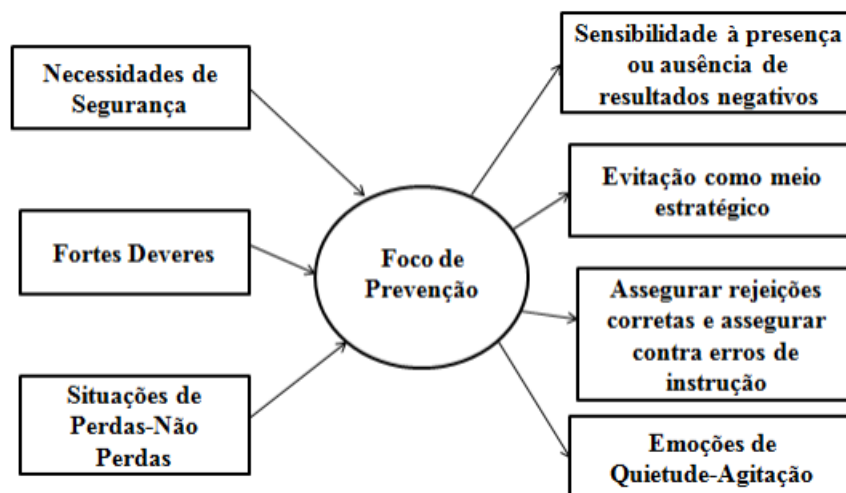 Necessidades de
Segurança
Fortes Deveres
Situações de
Perdas-Não
Perdas
Foco de
Prevenção
Sensibilidade à presença
ou ausência de
resultados negativos
Evitação como meio
estratégico
Assegurar rejeições
corretas e assegurar
contra erros de
instrução
Emoções de
Quietude-Agitação